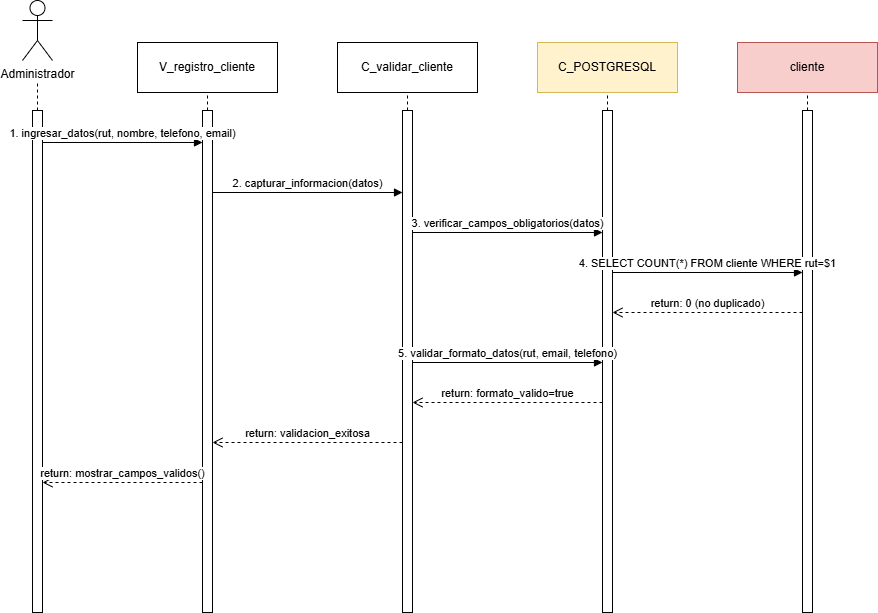 Administrador
V_registro_cliente
C_validar_cliente
C_POSTGRESQL
cliente
1. ingresar_datos(rut, nombre, telefono, email)
2. capturar_informacion(datos)
3. verificar_campos_obligatorios(datos)
4. SELECT COUNT(*) FROM cliente WHERE rut=$1
return: 0 (no duplicado)
5. validar_formato_datos(rut, email, telefono)
return: formato_valido=true
return: validacion_exitosa
return: mostrar_campos_validos()